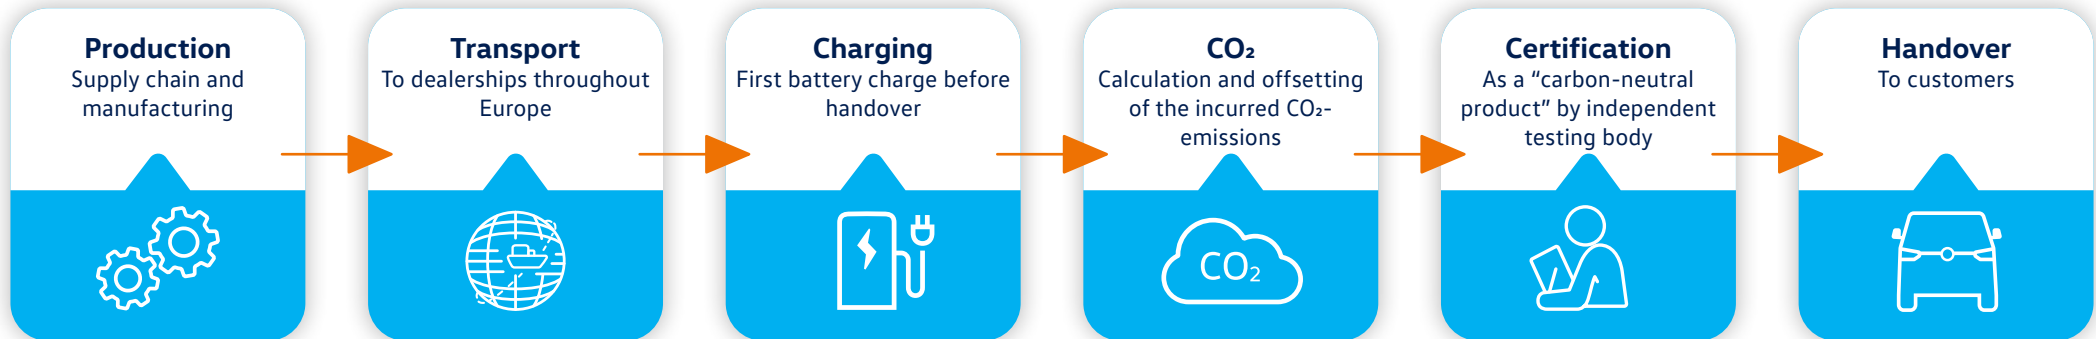 Production
Supply chain and
manufacturing
Transport
To dealerships throughout
Europe
Charging
First battery charge before
handover
CO₂
Calculation and offsetting
of the incurred CO₂-
emissions
CO₂
Certification
As a “carbon-neutral
product” by independent
testing body
Handover
To customers